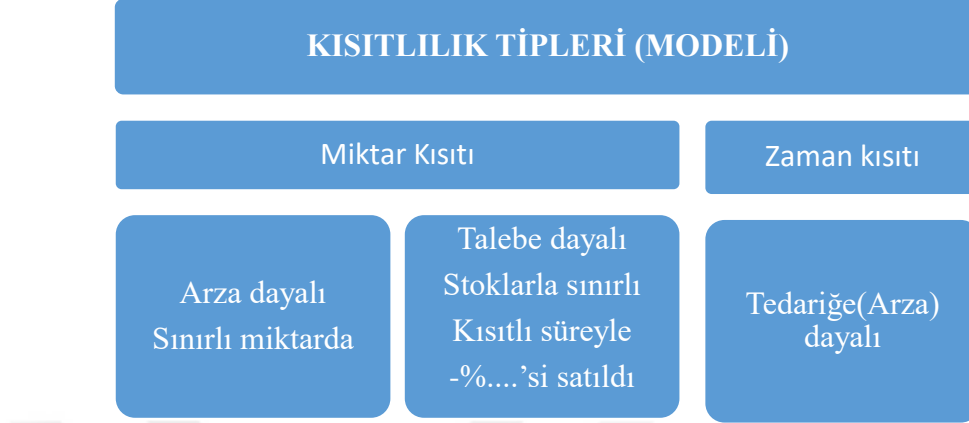 KISITLILIK TİPLERİ (MODELİ)
Miktar Kısıtı
Zaman kısıtı
Arza dayalı
Sınırlı miktarda
Talebe dayalı
Stoklarla sınırlı
Kısıtlı süreyle
-%....’si satıldı
Tedariğe(Arza)
dayalı